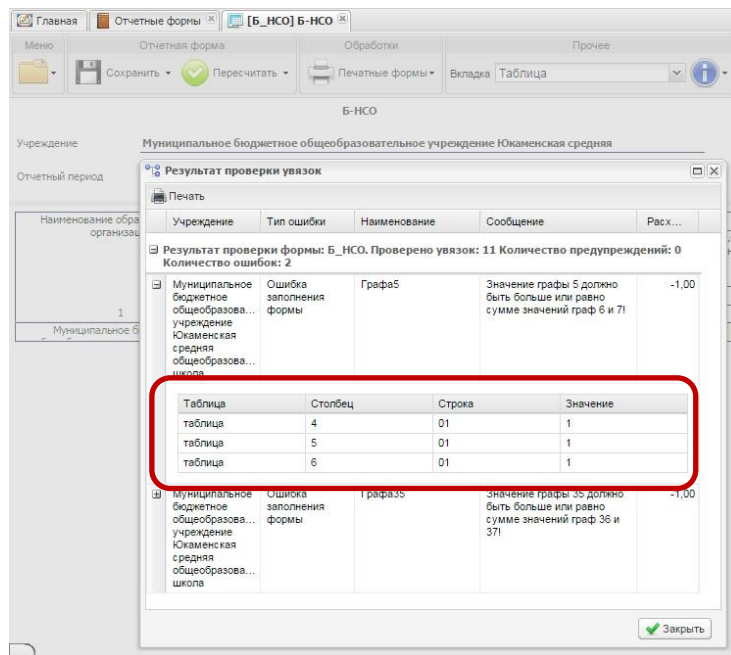 Главная Отчетные формы [Б_НСО] Б-НСО
Меню Отчетная форма Обработки Прочее
Сохранить Пересчитать Печатные формы Вкладка Таблица
Б-НСО
Учреждение Муниципальное бюджетное общеобразовательное учреждение Юкаменская средняя
Отчетный период
Результат проверки увязок
Печать
Наименование обра
организац
1
Муниципальное б
Учреждение Тип ошибки Наименование Сообщение Расх...
Результат проверки формы: Б_НСО. Проверено увязок: 11 Количество предупреждений: 0
Количество ошибок: 2
Муниципальное Ошибка Графа5 Значение графы 5 должно -1,00
бюджетное заполнения быть больше или равно
общеобразова... формы сумме значений граф 6 и 7!
учреждение
Юкаменская
средняя
общеобразова...
школа
Таблица Столбец Строка Значение
таблица 4 01 1
таблица 5 01 1
таблица 6 01 1
Муниципальное Ошибка Графа35 Значение графы 35 должно -1,00
бюджетное заполнения быть больше или равно
общеобразова... формы сумме значений граф 36 и
учреждение 37!
Юкаменская
средняя
общеобразова...
школа
Закрыть